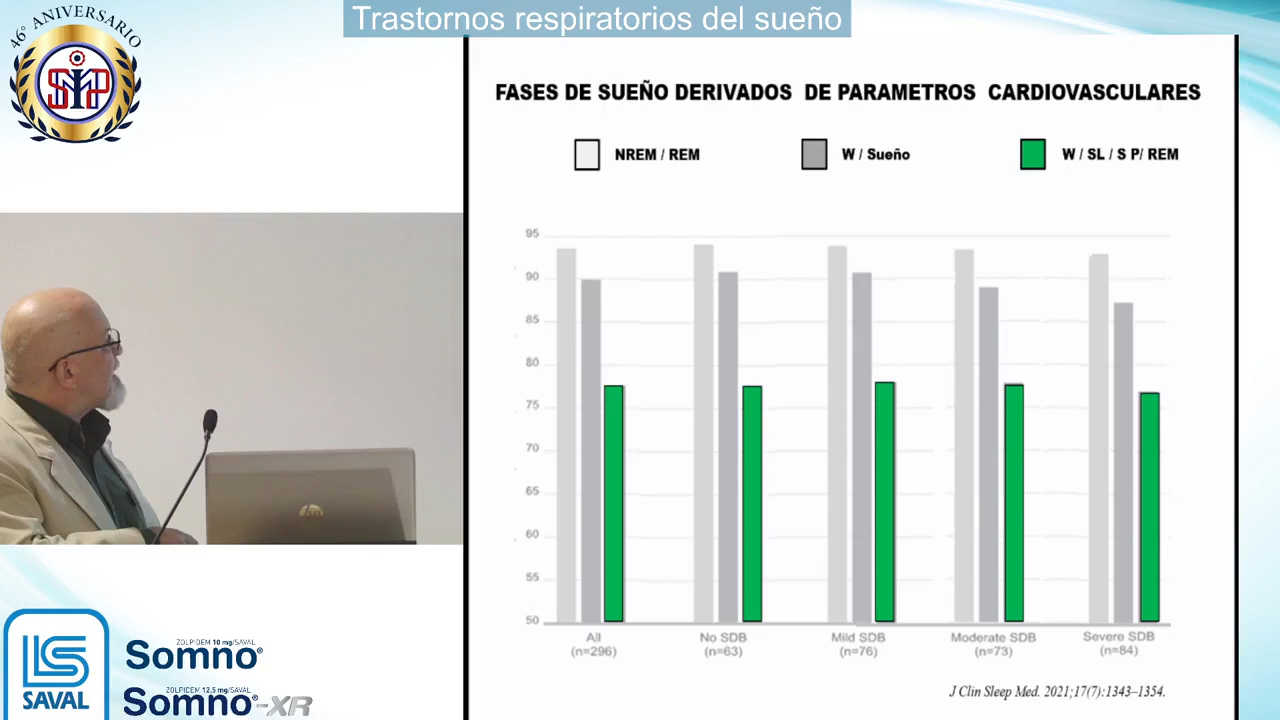 Trastornos respiratorios del sueño
46° ANIVERSARIO
SMP
FASES DE SUEÑO DERIVADOS DE PARAMETROS CARDIOVASCULARES
NREM / REM
W / Sueño
W / SL / S P/ REM
95
90
85
80
75
70
65
60
55
50
All
(n=296)
No SDB
(n=63)
Mild SDB
(n=76)
Moderate SDB
(n=73)
Severe SDB
(n=84)
J Clin Sleep Med. 2021;17(7):1343–1354.
hp
LS
SAVAL
ZOLPIDEM 10 mg/SAVAL
Somno®
ZOLPIDEM 12,5 mg/SAVAL
Somno®-XR